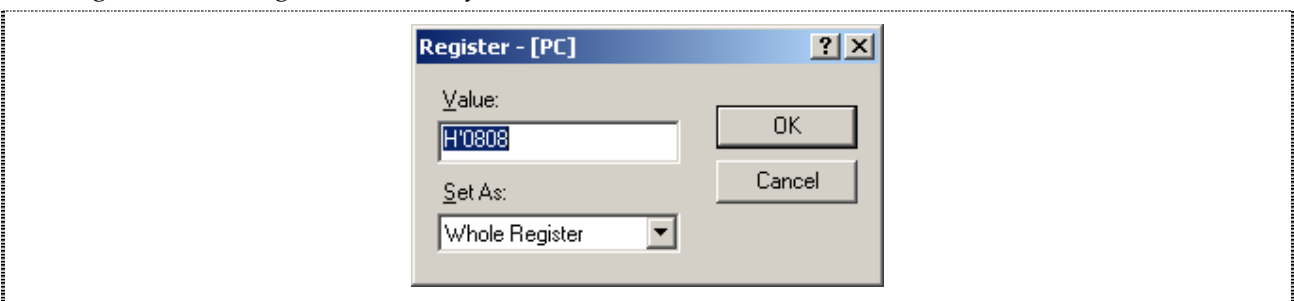 Register - [PC]
Value:
OK
H'0808
Cancel
Set As:
Whole Register